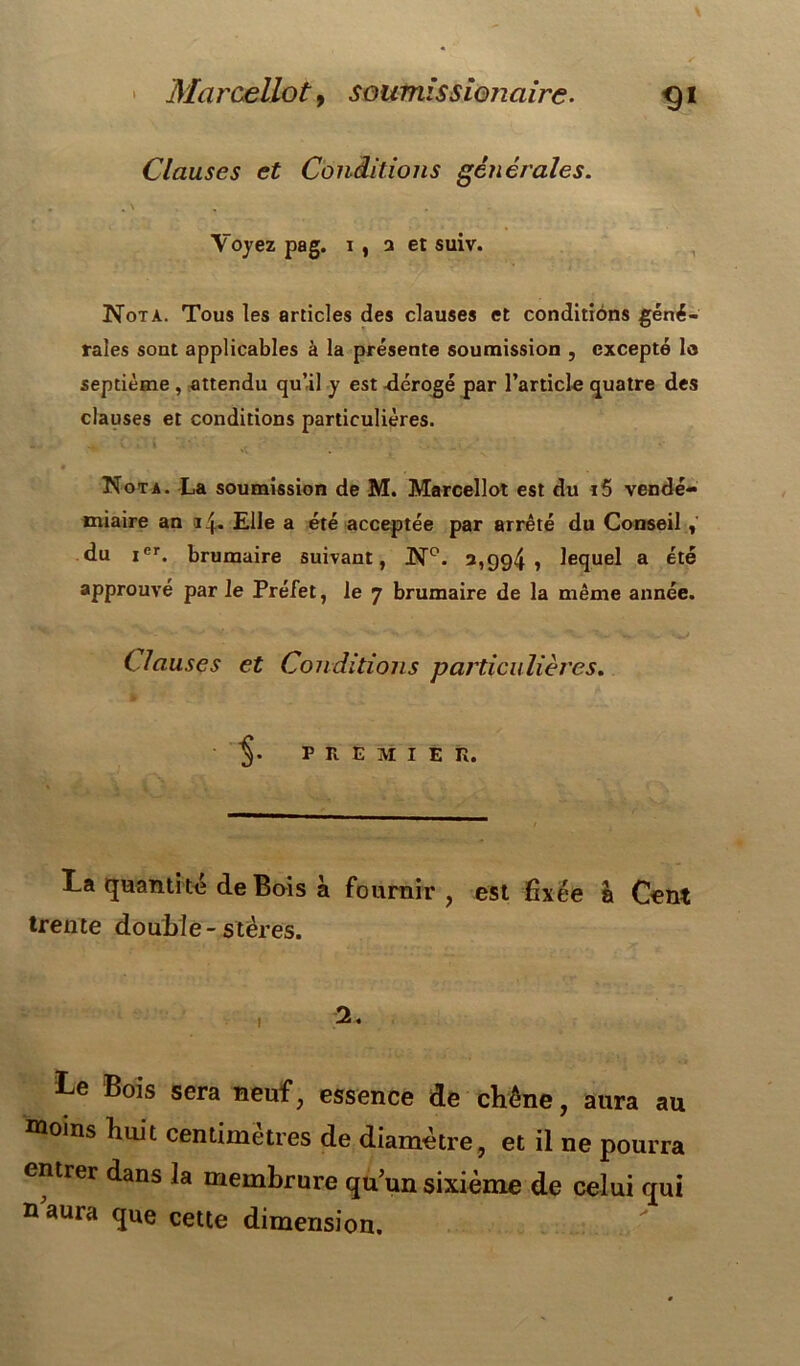 Marcellot, soumissionaire. 91
Clauses et Conditions générales.
Voyez pag. 1, 2 et suiv.
NOTA. Tous les articles des clauses et conditions géné-
rales sont applicables à la présente soumission, excepté le
septième, attendu qu'il y est dérogé par l'article quatre des
clauses et conditions particulières.
NOTA. La soumission de M. Marcellot est du 15 vendé-
miaire an 14. Elle a été acceptée par arrêté du Conseil,
du 1er. brumaire suivant, N°. 2,994, lequel a été
approuvé par le Préfet, le 7 brumaire de la même année.
Clauses et Conditions particulières.
§. PREMIER.
La quantité de Bois à fournir, est fixée à Cent
trente double-stères.
2.
Le Bois sera neuf, essence de chêne, aura au
moins huit centimètres de diamètre, et il ne pourra
entrer dans la membrure qu'un sixième de celui qui
n'aura que cette dimension.